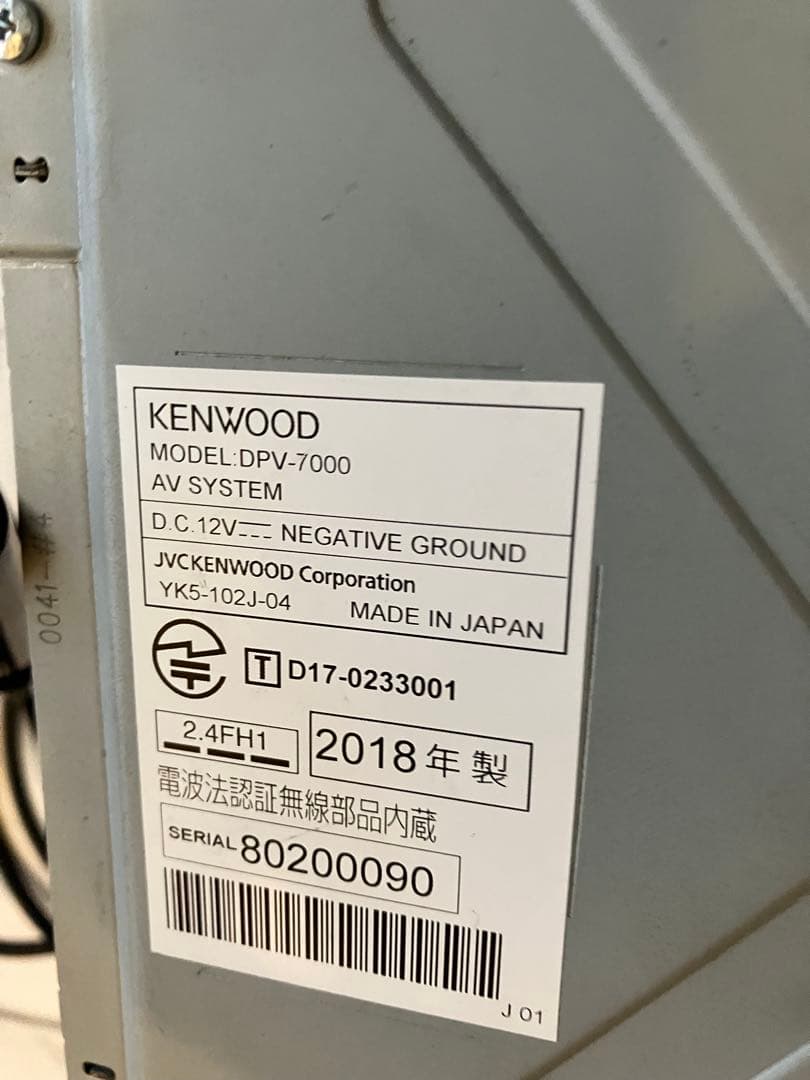 KENWOOD
MODEL:DPV-7000
AV SYSTEM
D.C.12V⎓ NEGATIVE GROUND
JVCKENWOOD Corporation
YK5-102J-04 MADE IN JAPAN
T D17-0233001
2.4FH1
2018年製
電波法認証無線部品内蔵
SERIAL 80200090
J 01